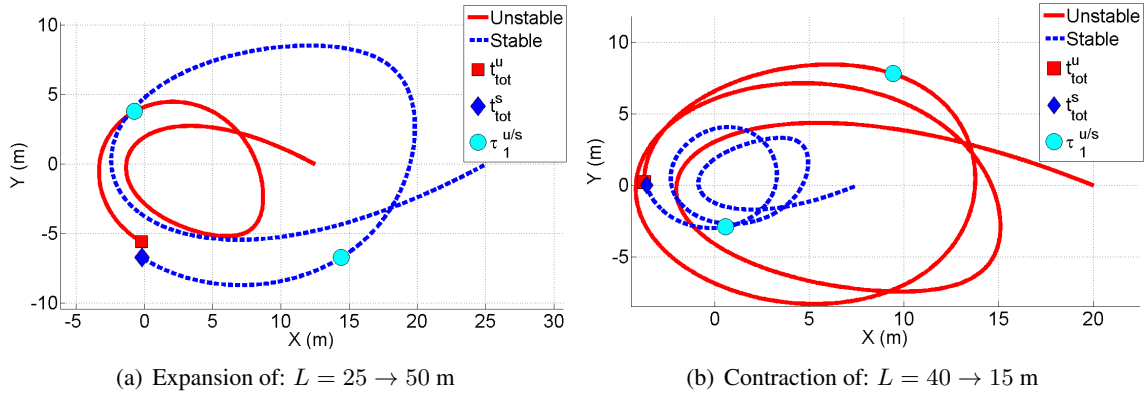 10
5
0
-5
-10
Y (m)
-5 0 5 10 15 20 25 30
X (m)
Unstable
Stable
t^u_tot
t^s_tot
τ_1^u/s
(a) Expansion of: L = 25 → 50 m
10
5
0
-5
Y (m)
0 5 10 15 20
X (m)
Unstable
Stable
t^u_tot
t^s_tot
τ_1^u/s
(b) Contraction of: L = 40 → 15 m